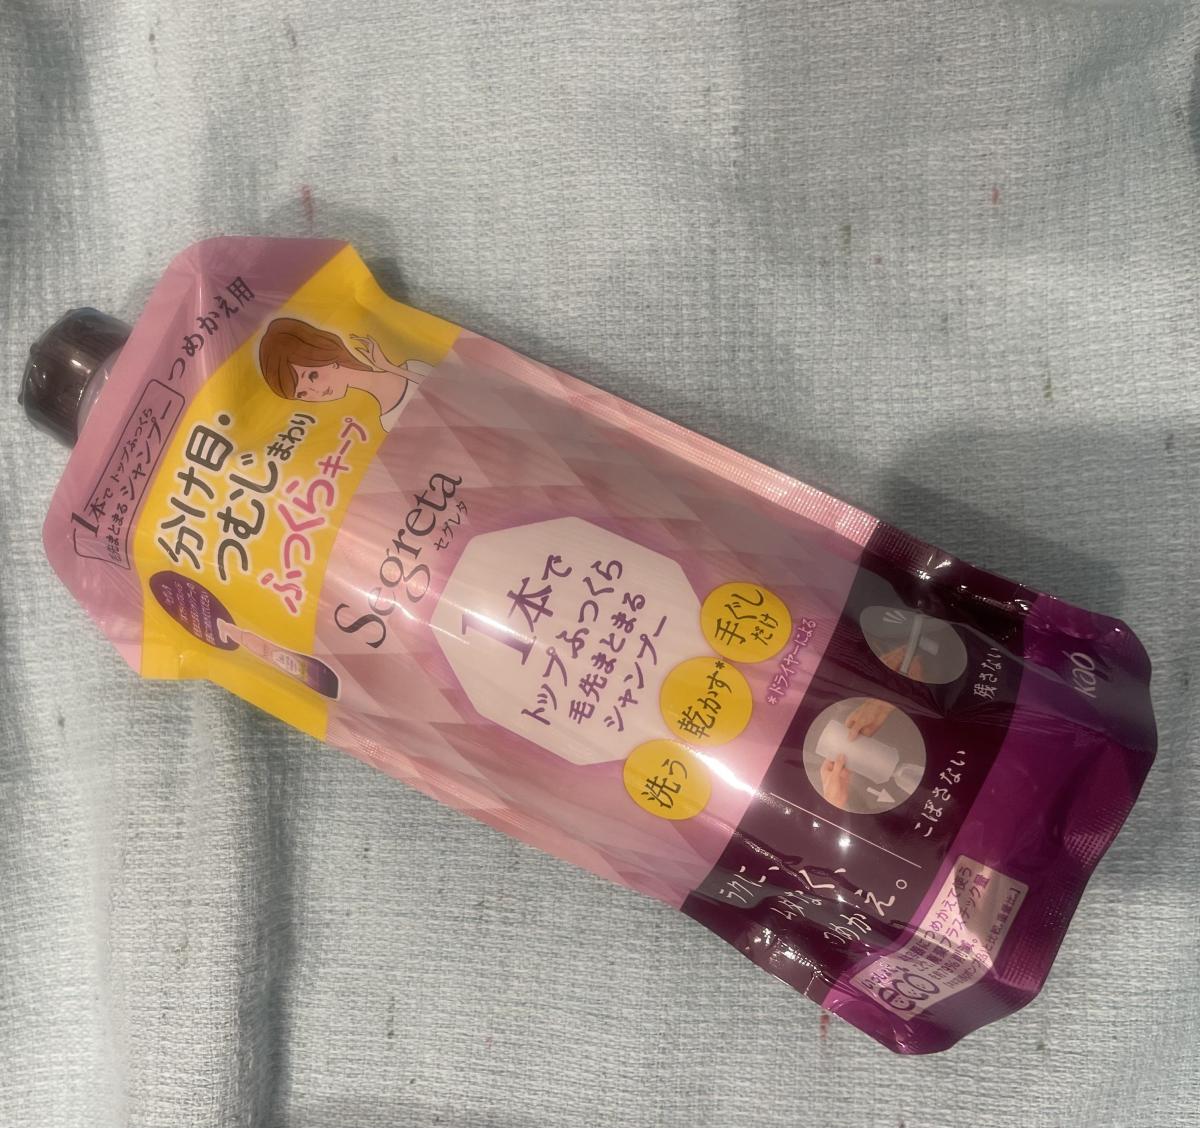 つめかえ用
1本でトップふっくら
毛先まとまるシャンプー
分け目・
つむじまわり
ふっくらキープ
Segreta
セグレタ
1本で
トップふっくら
毛先まとまる
シャンプー
洗う
乾かす*
手ぐし
だけ
*ドライヤーによる
ラクに、
ムダなく、
つめかえ。
こぼさない
残さない
eco
kao